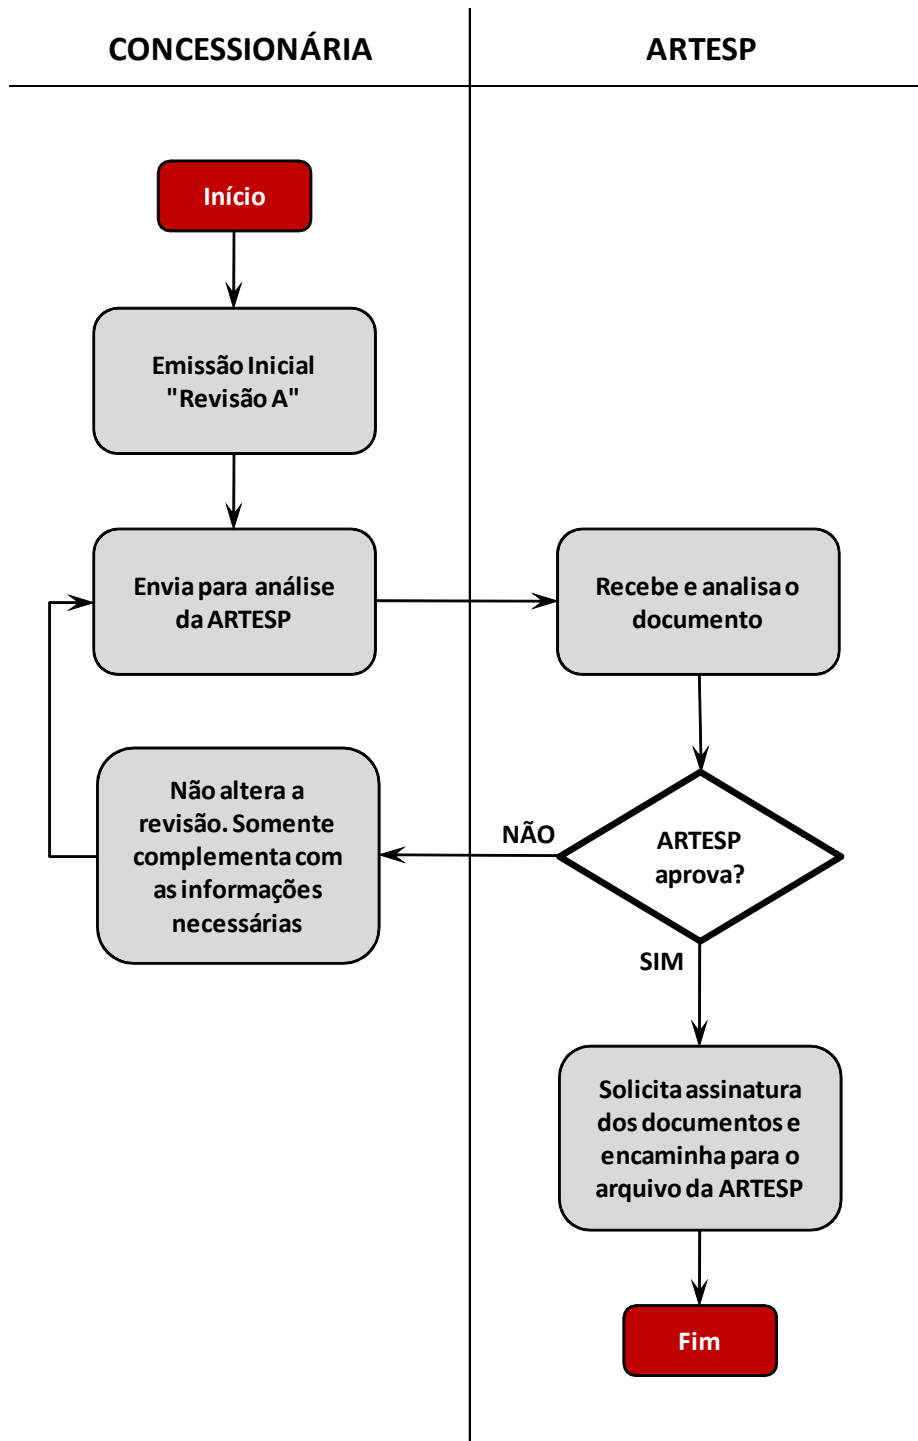 CONCESSIONÁRIA
ARTESP
Início
Emissão Inicial
"Revisão A"
Envia para análise
da ARTESP
Recebe e analisa o
documento
Não altera a
revisão. Somente
complementa com
as informações
necessárias
NÃO
ARTESP
aprova?
SIM
Solicita assinatura
dos documentos e
encaminha para o
arquivo da ARTESP
Fim